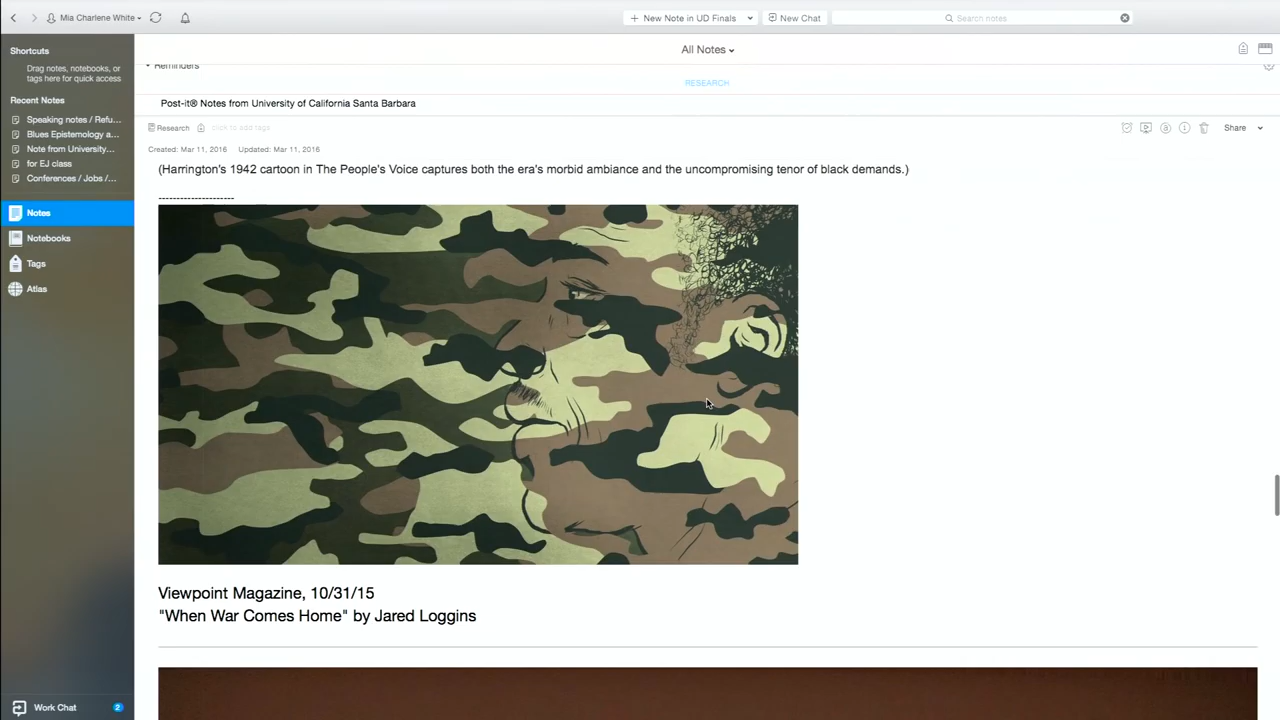 Mia Charlene White
New Note in UD Finals
New Chat
Search notes
Shortcuts
Drag notes, notebooks, or
tags here for quick access
Recent Notes
Speaking notes / Refu...
Blues Epistemology a...
Note from University...
for EJ class
Conferences / Jobs /...
Notes
Notebooks
Tags
Atlas
Work Chat
2
All Notes
Reminders
RESEARCH
Post-it® Notes from University of California Santa Barbara
Research click to add tags
Share
Created: Mar 11, 2016 Updated: Mar 11, 2016
(Harrington's 1942 cartoon in The People's Voice captures both the era's morbid ambiance and the uncompromising tenor of black demands.)
---------------------
Viewpoint Magazine, 10/31/15
"When War Comes Home" by Jared Loggins